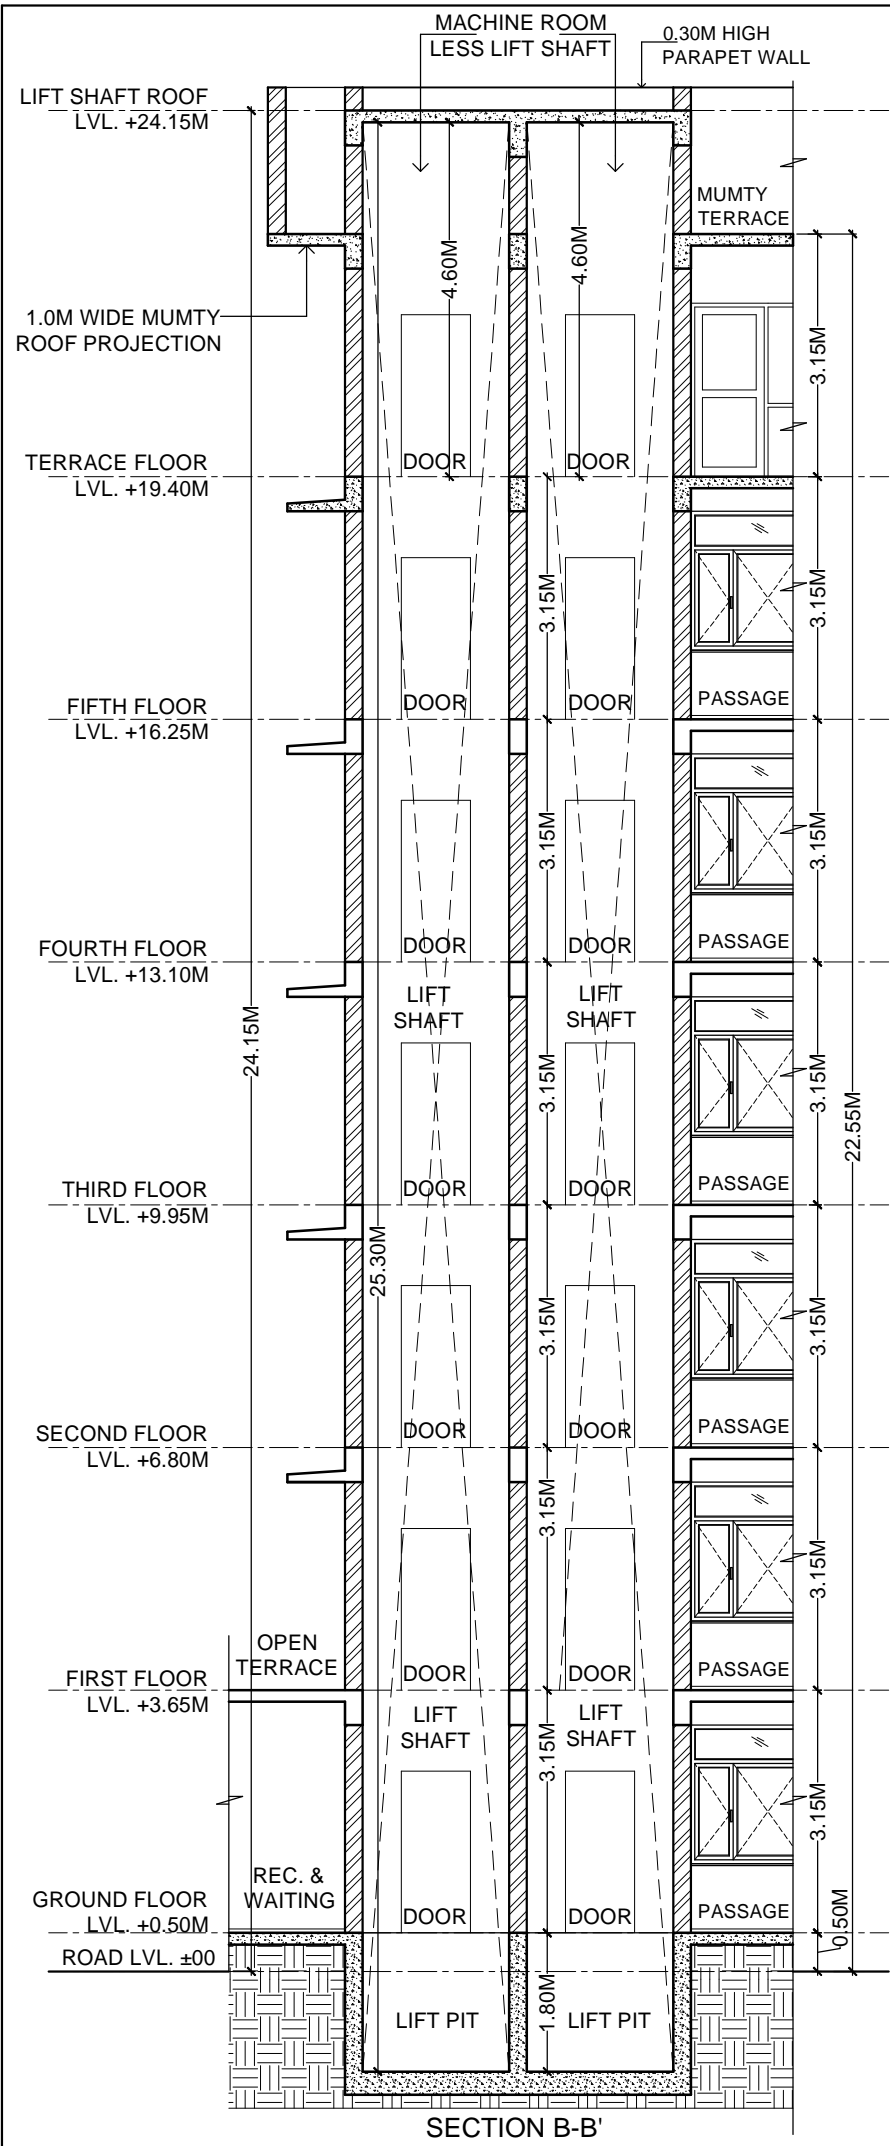 MACHINE ROOM
LESS LIFT SHAFT
0.30M HIGH
PARAPET WALL
LIFT SHAFT ROOF
LVL. +24.15M
MUMTY
TERRACE
4.60M
4.60M
1.0M WIDE MUMTY
ROOF PROJECTION
3.15M
TERRACE FLOOR
LVL. +19.40M
DOOR
DOOR
3.15M
3.15M
FIFTH FLOOR
LVL. +16.25M
DOOR
DOOR
PASSAGE
3.15M
3.15M
FOURTH FLOOR
LVL. +13.10M
DOOR
DOOR
PASSAGE
LIFT
SHAFT
LIFT
SHAFT
24.15M
3.15M
3.15M
22.55M
THIRD FLOOR
LVL. +9.95M
DOOR
DOOR
PASSAGE
25.30M
3.15M
3.15M
SECOND FLOOR
LVL. +6.80M
DOOR
DOOR
PASSAGE
3.15M
3.15M
OPEN
TERRACE
FIRST FLOOR
LVL. +3.65M
DOOR
DOOR
PASSAGE
LIFT
SHAFT
LIFT
SHAFT
3.15M
3.15M
REC. &
WAITING
GROUND FLOOR
LVL. +0.50M
DOOR
DOOR
PASSAGE
0.50M
ROAD LVL. ±00
LIFT PIT
1.80M
LIFT PIT
SECTION B-B'